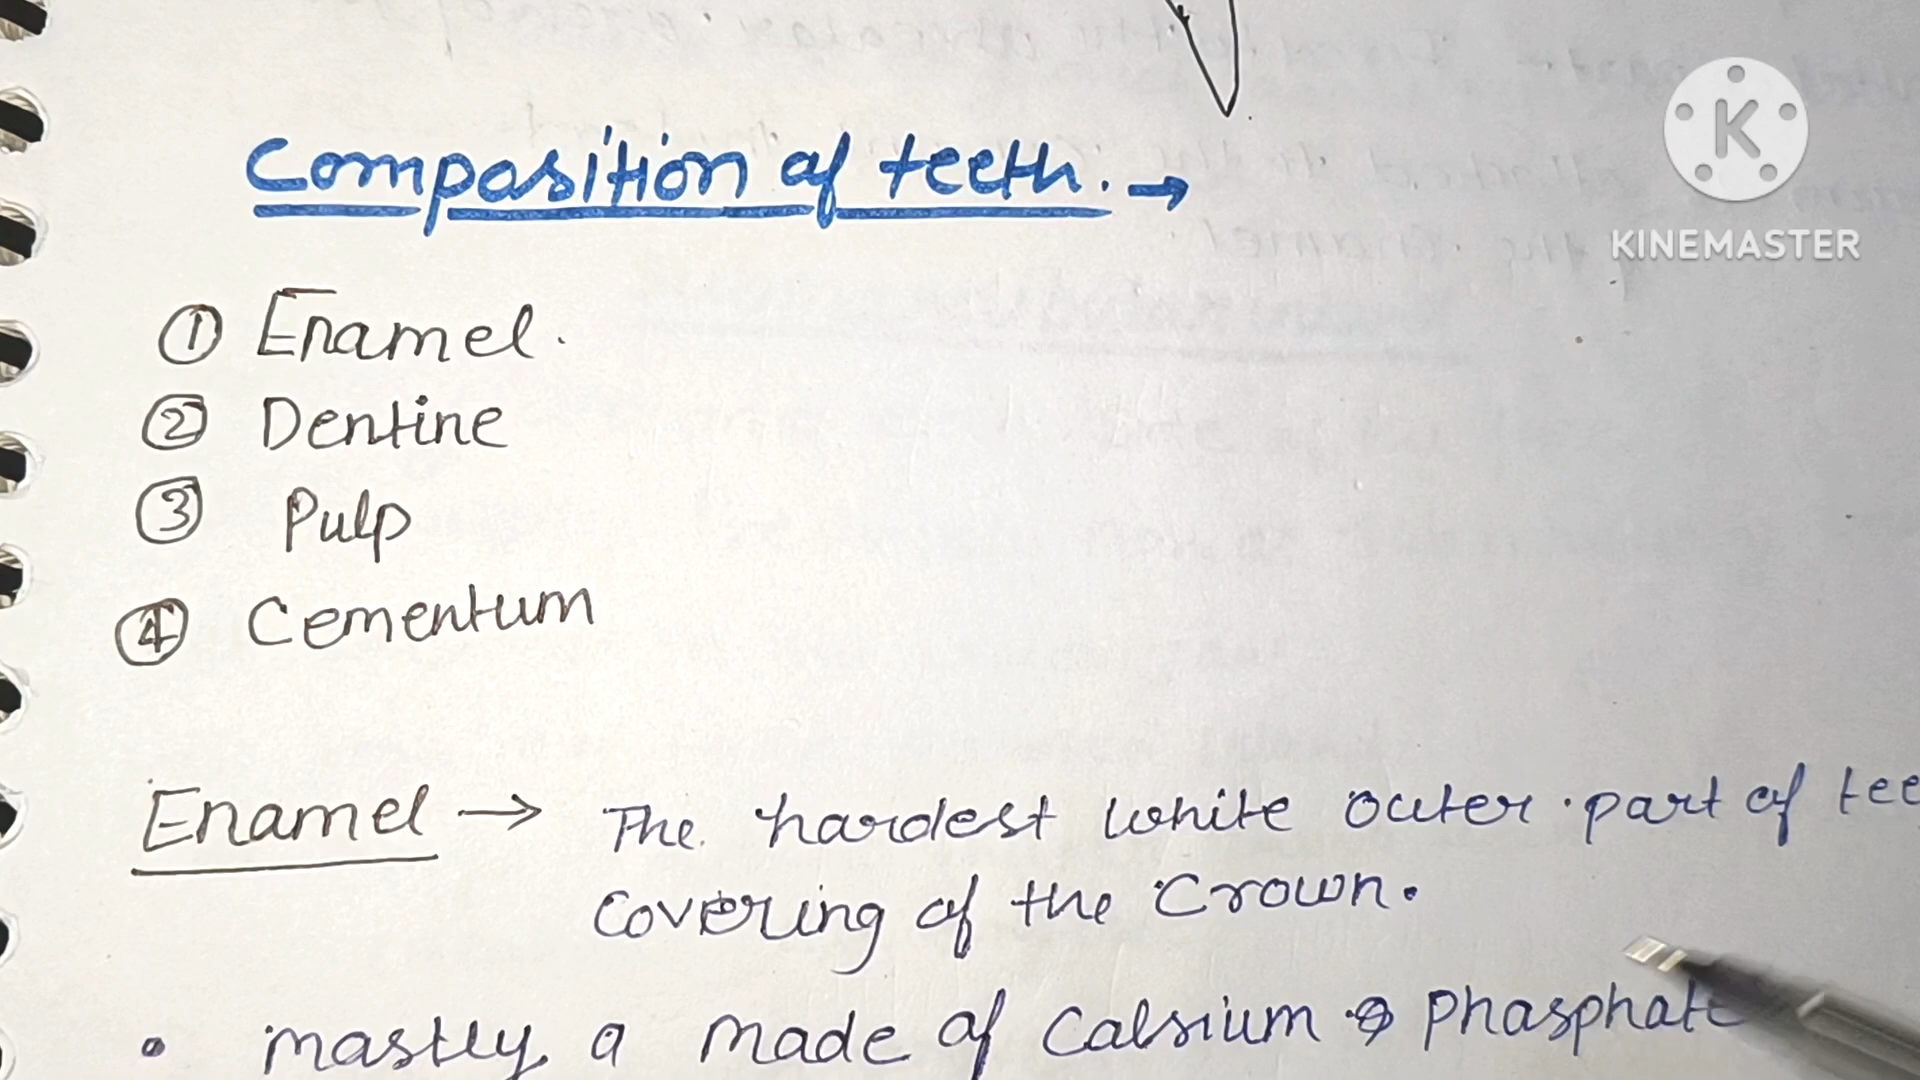 Composition of teeth. →
K
KINEMASTER
① Enamel.
② Dentine
③ Pulp
④ Cementum
Enamel → The hardest white outer part of tee
covering of the crown.
• mostly a made of Calsium & phosphate